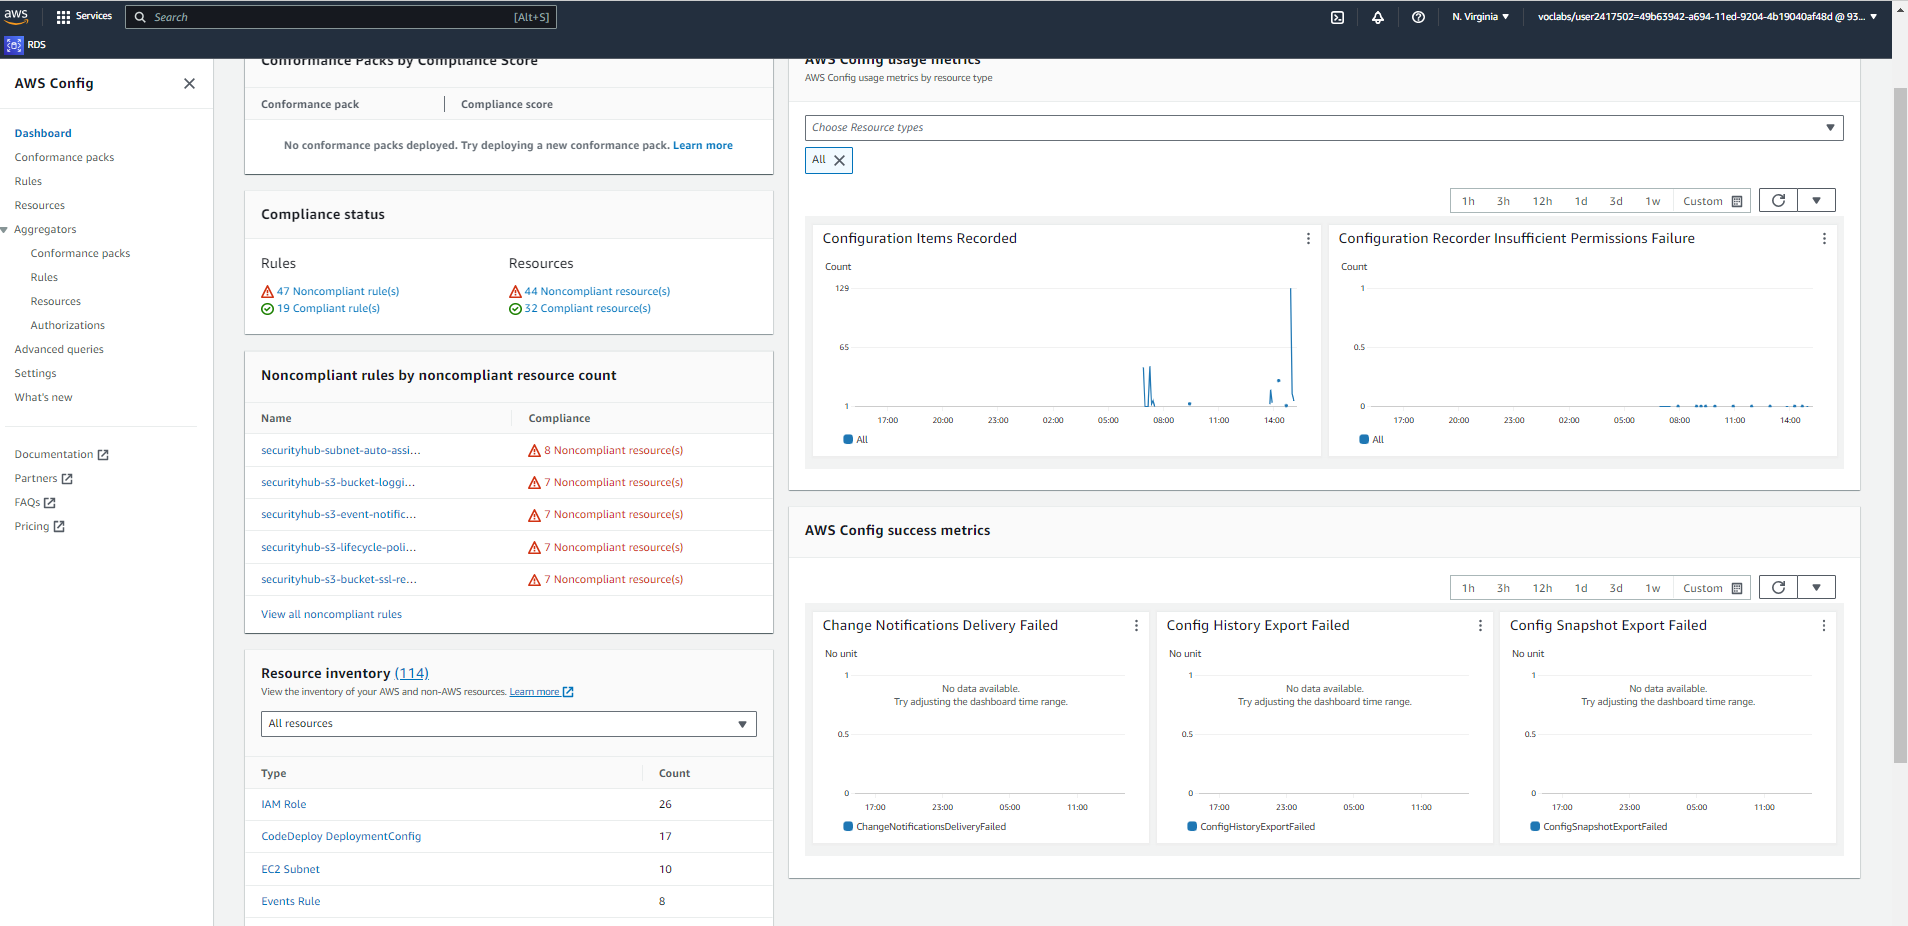 aws
Services
Search [Alt+S]
N. Virginia
voclabs/user2417502=49b63942-a694-11ed-9204-4b19040af48d @ 93...
RDS
AWS Config
Dashboard
Conformance packs
Rules
Resources
Aggregators
Conformance packs
Rules
Resources
Authorizations
Advanced queries
Settings
What's new
Documentation
Partners
FAQs
Pricing
Conformance Packs by Compliance Score
Conformance pack Compliance score
No conformance packs deployed. Try deploying a new conformance pack. Learn more
Compliance status
Rules Resources
47 Noncompliant rule(s) 44 Noncompliant resource(s)
19 Compliant rule(s) 32 Compliant resource(s)
Noncompliant rules by noncompliant resource count
Name Compliance
securityhub-subnet-auto-assi... 8 Noncompliant resource(s)
securityhub-s3-bucket-loggi... 7 Noncompliant resource(s)
securityhub-s3-event-notific... 7 Noncompliant resource(s)
securityhub-s3-lifecycle-poli... 7 Noncompliant resource(s)
securityhub-s3-bucket-ssl-re... 7 Noncompliant resource(s)
View all noncompliant rules
Resource inventory (114)
View the inventory of your AWS and non-AWS resources. Learn more
All resources
Type Count
IAM Role 26
CodeDeploy DeploymentConfig 17
EC2 Subnet 10
Events Rule 8
AWS Config usage metrics
AWS Config usage metrics by resource type
Choose Resource types
All
1h 3h 12h 1d 3d 1w Custom
Configuration Items Recorded
Count
129
65
1
17:00 20:00 23:00 02:00 05:00 08:00 11:00 14:00
All
Configuration Recorder Insufficient Permissions Failure
Count
1
0.5
0
17:00 20:00 23:00 02:00 05:00 08:00 11:00 14:00
All
AWS Config success metrics
1h 3h 12h 1d 3d 1w Custom
Change Notifications Delivery Failed
No unit
1
No data available.
Try adjusting the dashboard time range.
0.5
0
17:00 23:00 05:00 11:00
ChangeNotificationsDeliveryFailed
Config History Export Failed
No unit
1
No data available.
Try adjusting the dashboard time range.
0.5
0
17:00 23:00 05:00 11:00
ConfigHistoryExportFailed
Config Snapshot Export Failed
No unit
1
No data available.
Try adjusting the dashboard time range.
0.5
0
17:00 23:00 05:00 11:00
ConfigSnapshotExportFailed